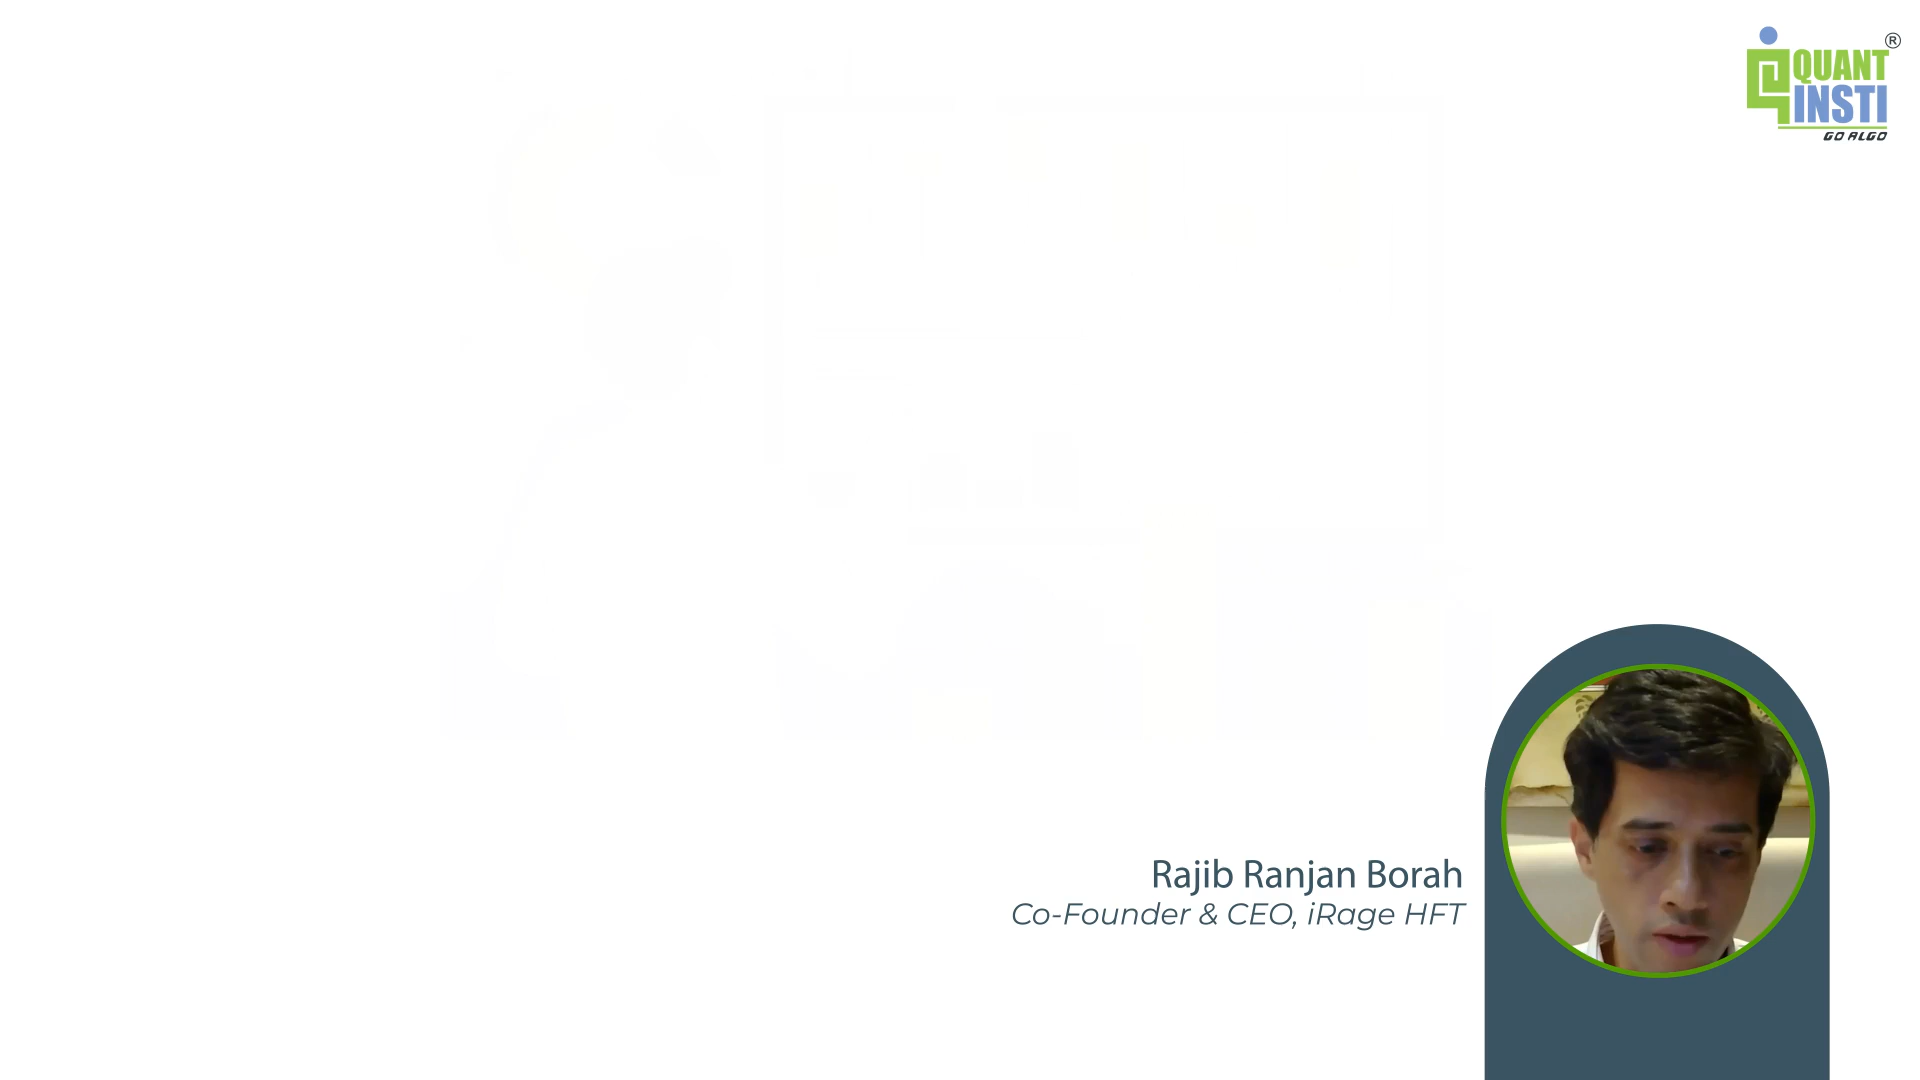 ®
QUANT
INSTI
GO ALGO
Rajib Ranjan Borah
Co-Founder & CEO, iRage HFT